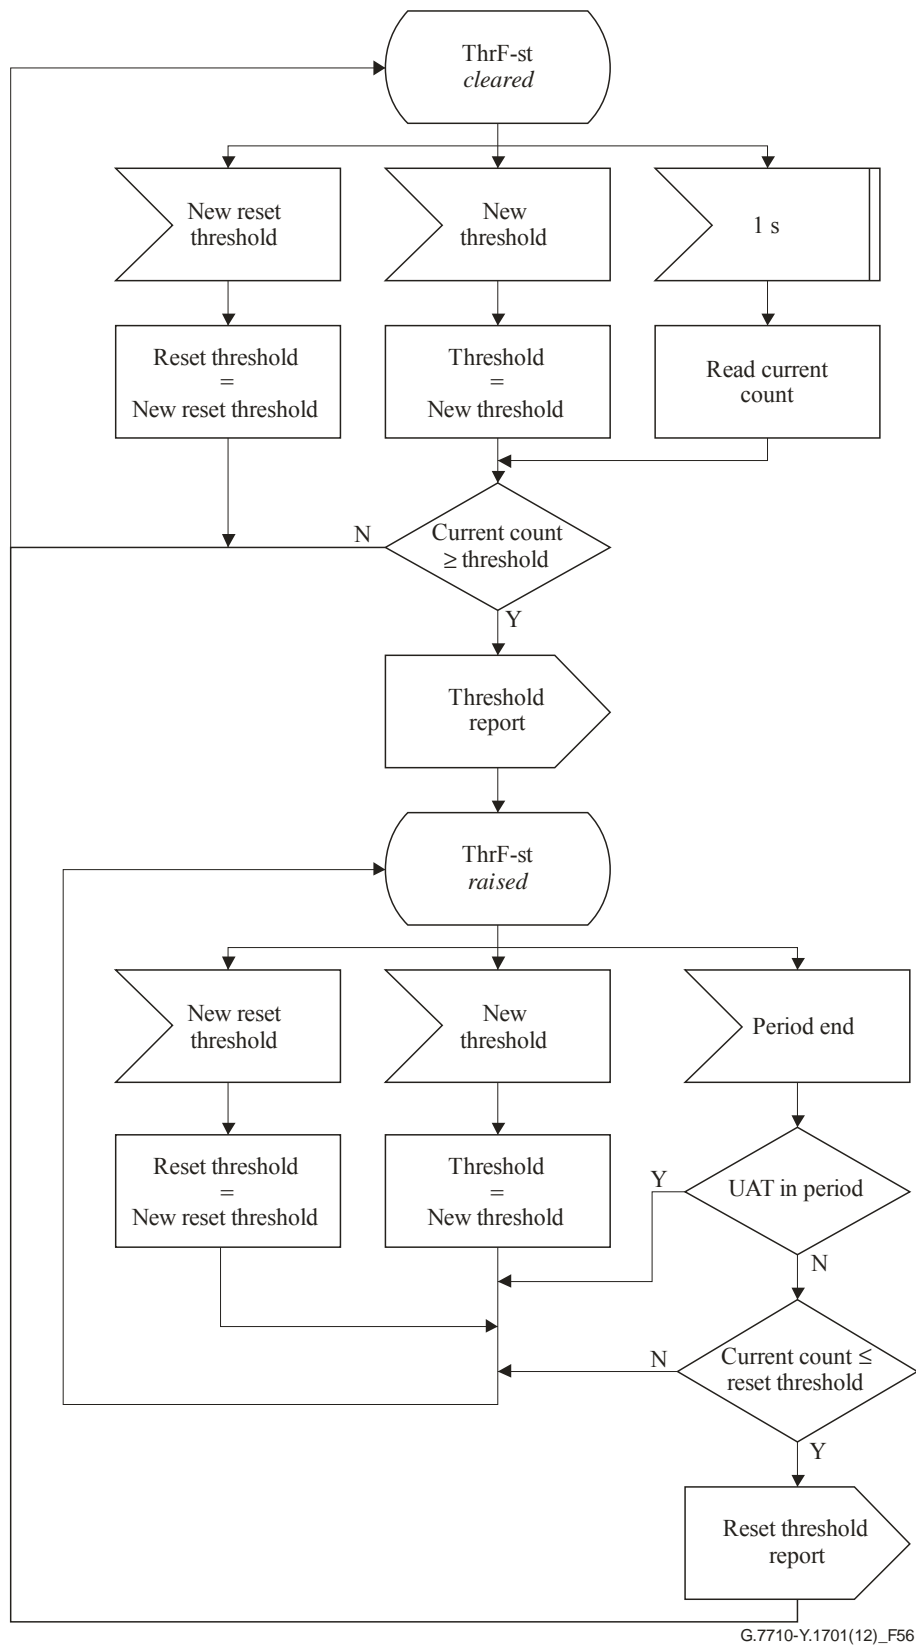 ThrF-st
cleared
New reset
threshold
New
threshold
1 s
Reset threshold
=
New reset threshold
Threshold
=
New threshold
Read current
count
N
Current count
≥ threshold
Y
Threshold
report
ThrF-st
raised
New reset
threshold
New
threshold
Period end
Reset threshold
=
New reset threshold
Threshold
=
New threshold
Y
UAT in period
N
N
Current count ≤
reset threshold
Y
Reset threshold
report
G.7710-Y.1701(12)_F56